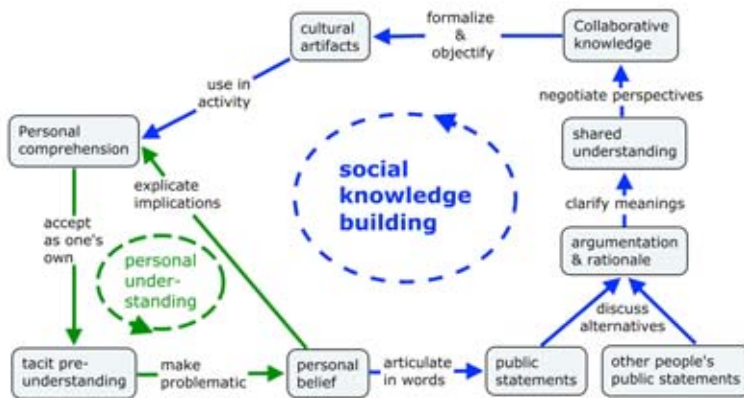 formalize
&
objectify
cultural
artifacts
Collaborative
knowledge
use in
activity
negotiate perspectives
Personal
comprehension
shared
understanding
explicate
implications
social
knowledge
building
clarify meanings
accept
as one's
own
argumentation
& rationale
personal
under-
standing
discuss
alternatives
tacit pre-
understanding
make
problematic
personal
belief
articulate
in words
public
statements
other people's
public statements